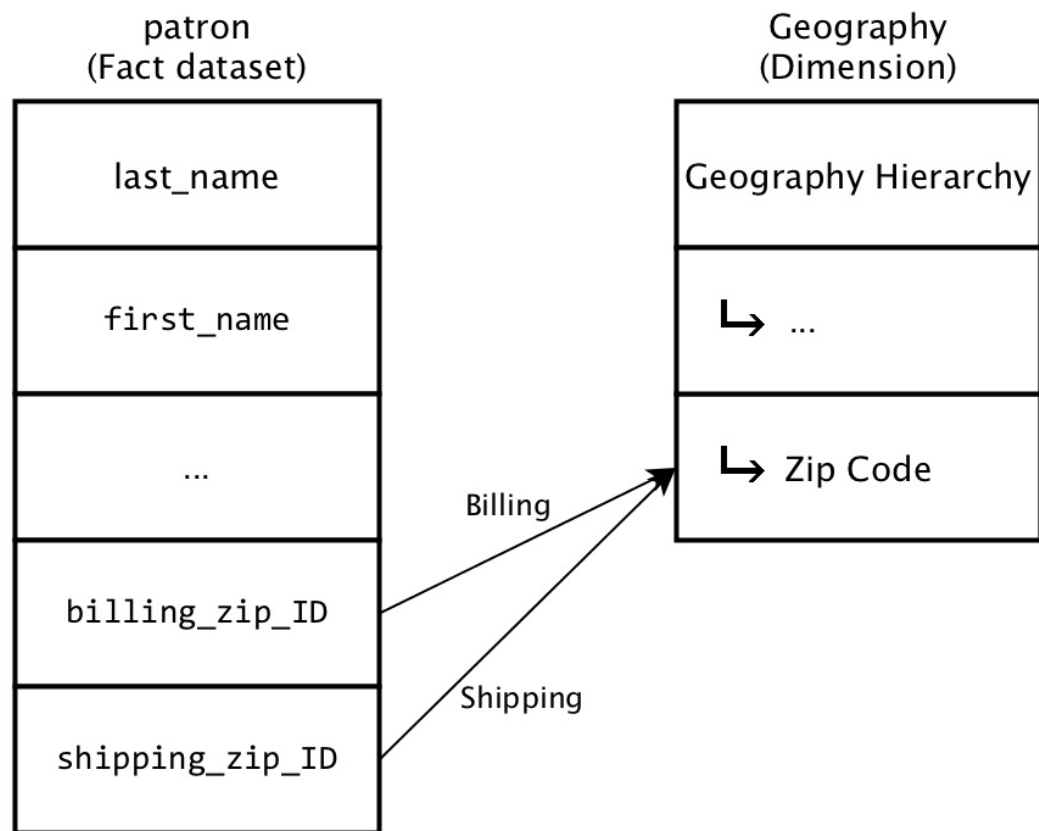 patron
(Fact dataset)
last_name
first_name
...
billing_zip_ID
shipping_zip_ID
Billing
Shipping
Geography
(Dimension)
Geography Hierarchy
...
Zip Code